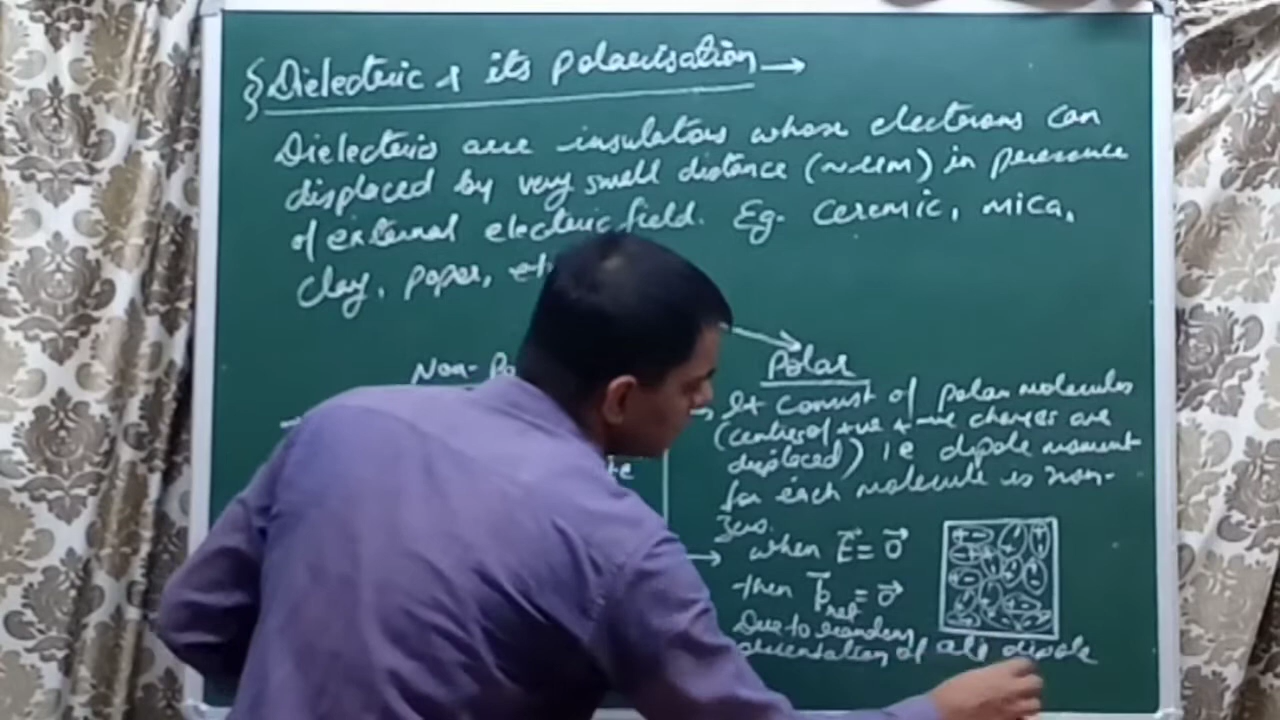 Dielectric & its polarisation →
Dielectrics are insulators whose electrons can
displaced by very small distance (~ um) in presence
of external electric field. Eg. Ceremic, mica,
Clay, paper,
Non-Po
Polar
→ It consist of polar molecules
(centres of +ve & -ve charges are
displaced) i.e dipole moment
for each molecule is non-
zero.
→ when E⃗ = 0⃗
then p⃗net = 0⃗
Due to random
orientation of all dipole